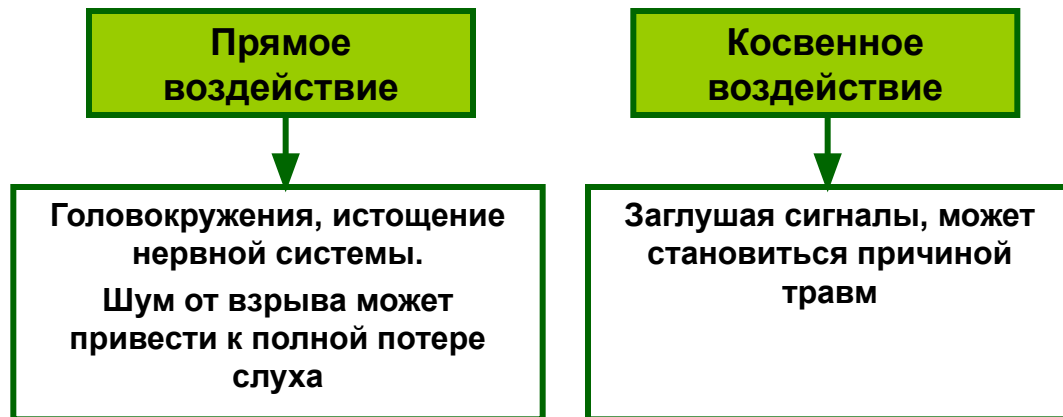 Прямое
воздействие
Косвенное
воздействие
Головокружения, истощение
нервной системы.
Шум от взрыва может
привести к полной потере
слуха
Заглушая сигналы, может
становиться причиной
травм